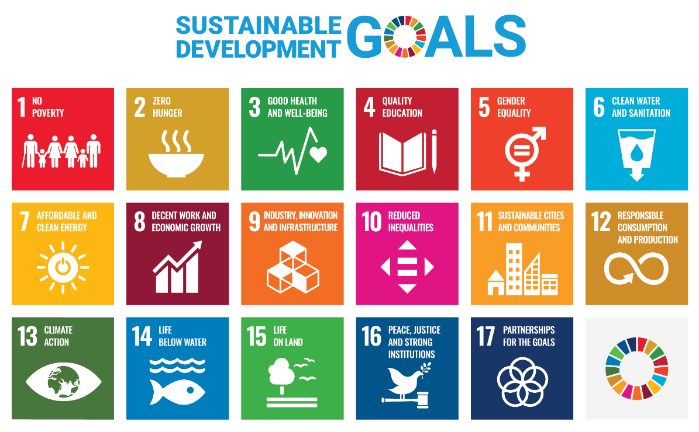 SUSTAINABLE
DEVELOPMENT
GOALS
1 NO
POVERTY
2 ZERO
HUNGER
3 GOOD HEALTH
AND WELL-BEING
4 QUALITY
EDUCATION
5 GENDER
EQUALITY
6 CLEAN WATER
AND SANITATION
7 AFFORDABLE AND
CLEAN ENERGY
8 DECENT WORK AND
ECONOMIC GROWTH
9 INDUSTRY, INNOVATION
AND INFRASTRUCTURE
10 REDUCED
INEQUALITIES
11 SUSTAINABLE CITIES
AND COMMUNITIES
12 RESPONSIBLE
CONSUMPTION
AND PRODUCTION
13 CLIMATE
ACTION
14 LIFE
BELOW WATER
15 LIFE
ON LAND
16 PEACE, JUSTICE
AND STRONG
INSTITUTIONS
17 PARTNERSHIPS
FOR THE GOALS